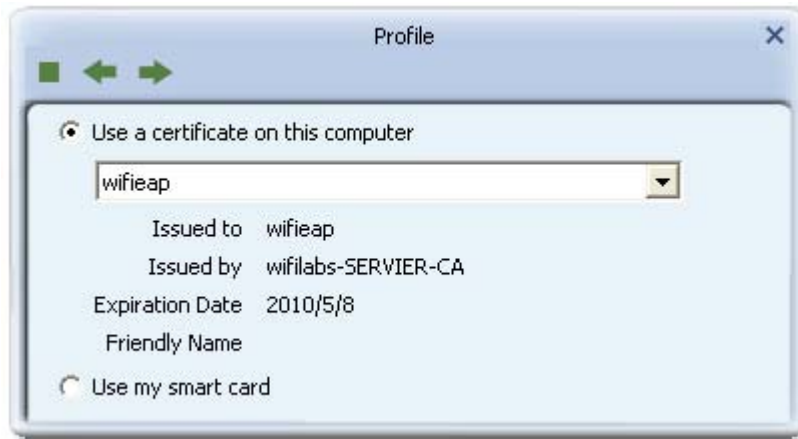 Profile
Use a certificate on this computer
wifieap
Issued to wifieap
Issued by wifilabs-SERVIER-CA
Expiration Date 2010/5/8
Friendly Name
Use my smart card